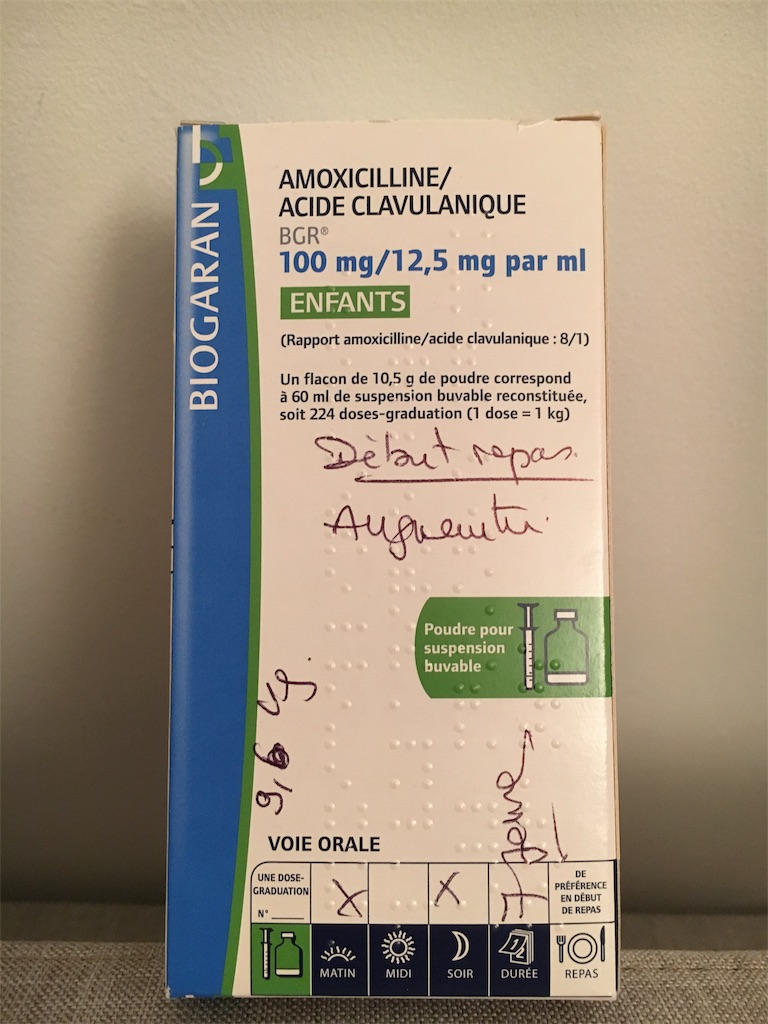 BIOGARAN
AMOXICILLINE/
ACIDE CLAVULANIQUE
BGR®
100 mg/12,5 mg par ml
ENFANTS
(Rapport amoxicilline/acide clavulanique : 8/1)
Un flacon de 10,5 g de poudre correspond
à 60 ml de suspension buvable reconstituée,
soit 224 doses-graduation (1 dose = 1 kg)
Début repas.
Augmentin.
Poudre pour
suspension
buvable
9,6 Kg.
7 jours
VOIE ORALE
UNE DOSE-
GRADUATION
N° ____
X
X
DE
PRÉFÉRENCE
EN DÉBUT
DE REPAS
MATIN
MIDI
SOIR
1 2
DURÉE
REPAS